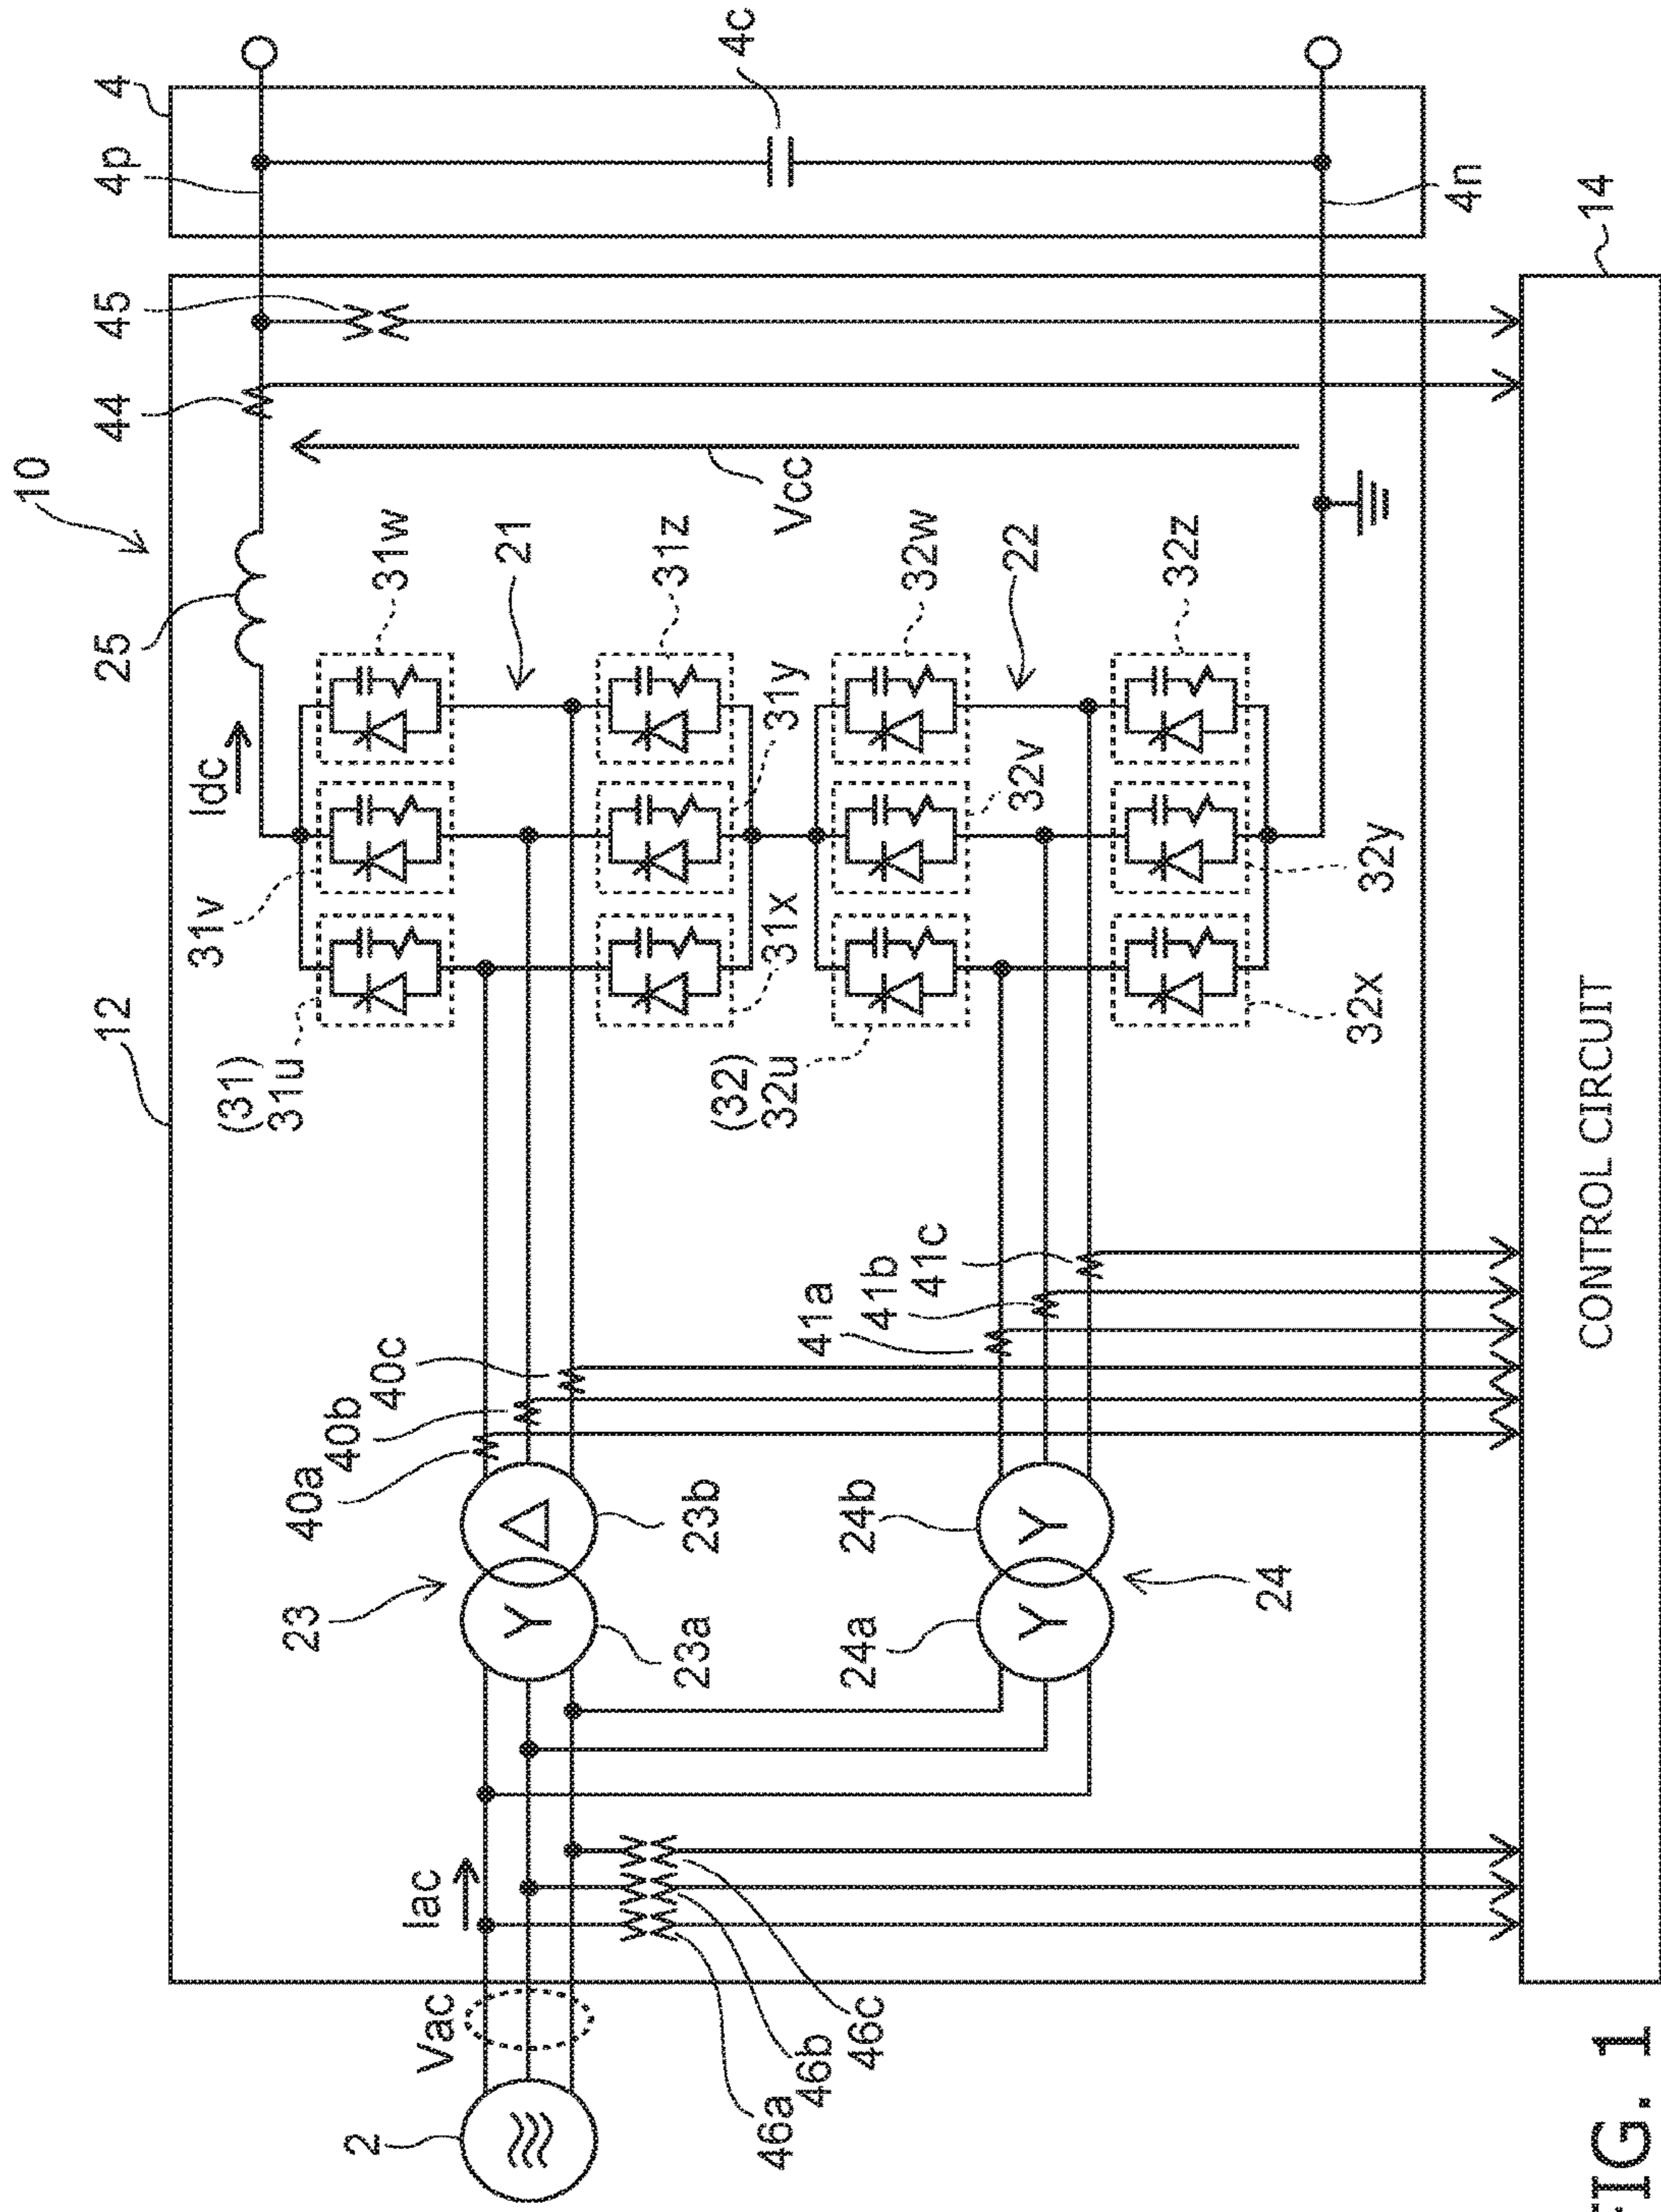 10
12
4
4p
4c
4n
25
44
45
Idc
31v
31w
(31)
31u
21
31z
31y
31x
Vcc
32w
22
32v
(32)
32u
32z
32y
32x
40a
40b
40c
41a
41b
41c
23
23a
23b
24a
24b
24
Y
△
Y
Y
Iac
Vac
2
46a
46b
46c
14
CONTROL CIRCUIT
FIG. 1